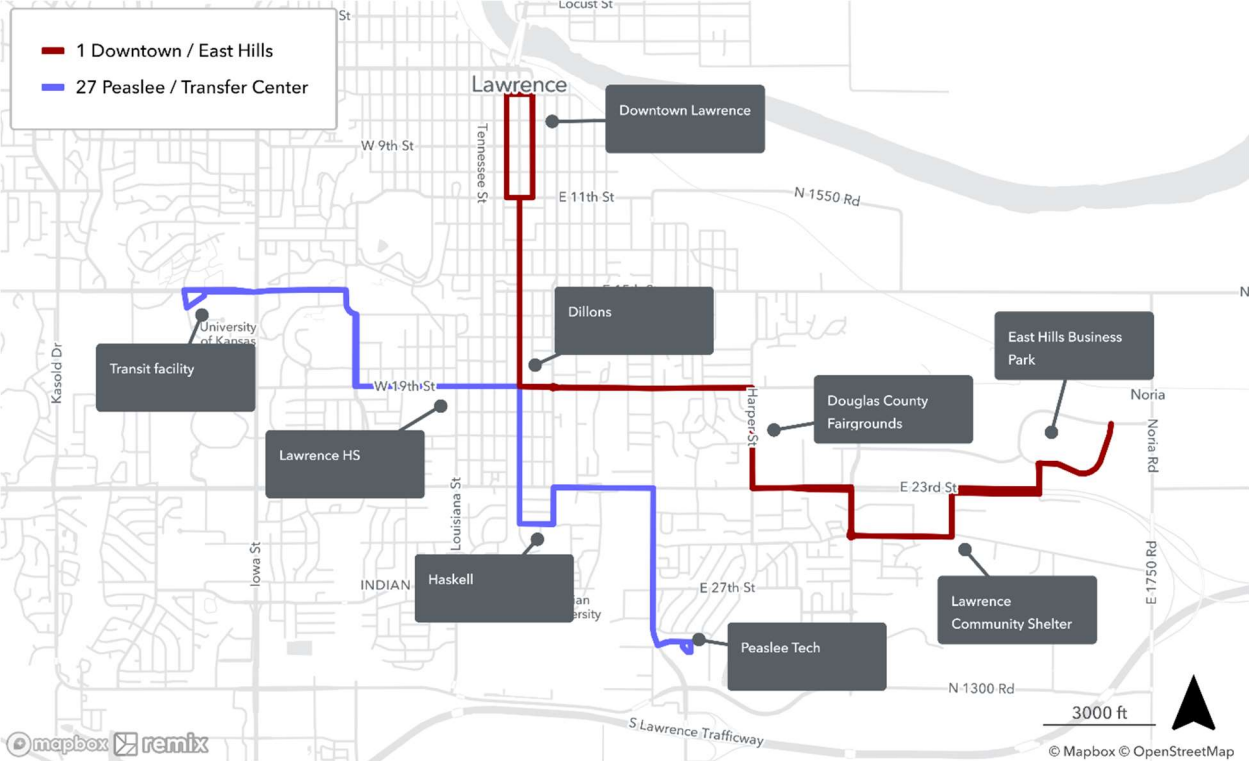 Locust St
St
1 Downtown / East Hills
27 Peaslee / Transfer Center
Lawrence
Downtown Lawrence
Tennessee St
W 9th St
E 11th St
N 1550 Rd
Dillons
N
University
of Kansas
Transit facility
Kasold Dr
W 19th St
Lawrence HS
Harper St
Douglas County
Fairgrounds
East Hills Business
Park
Noria
Noria Rd
E 23rd St
Louisiana St
Iowa St
INDIAN
Haskell
E 27th St
Lawrence
Community Shelter
E 1750 Rd
Peaslee Tech
N 1300 Rd
S Lawrence Trafficway
3000 ft
mapbox remix
© Mapbox © OpenStreetMap